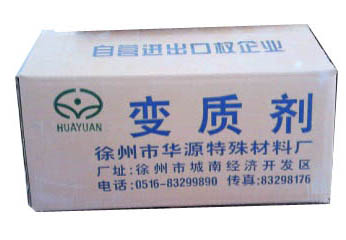 自营进出口权企业
HUAYUAN
变质剂
徐州市华源特殊材料厂
厂址:徐州市城南经济开发区
电话:0516-83299890 传真:83298176